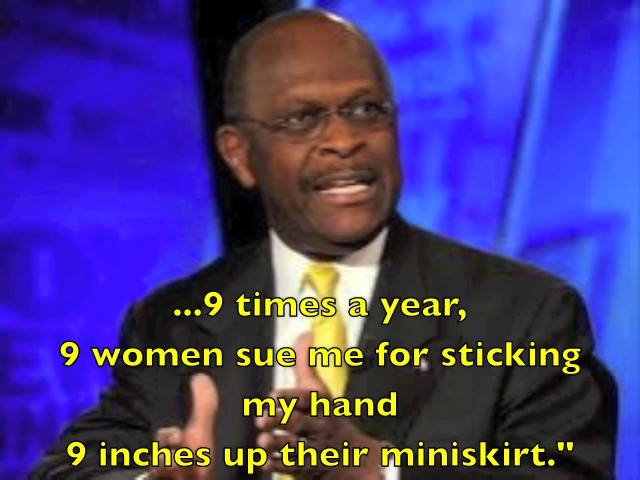 ...9 times a year,
9 women sue me for sticking
my hand
9 inches up their miniskirt."